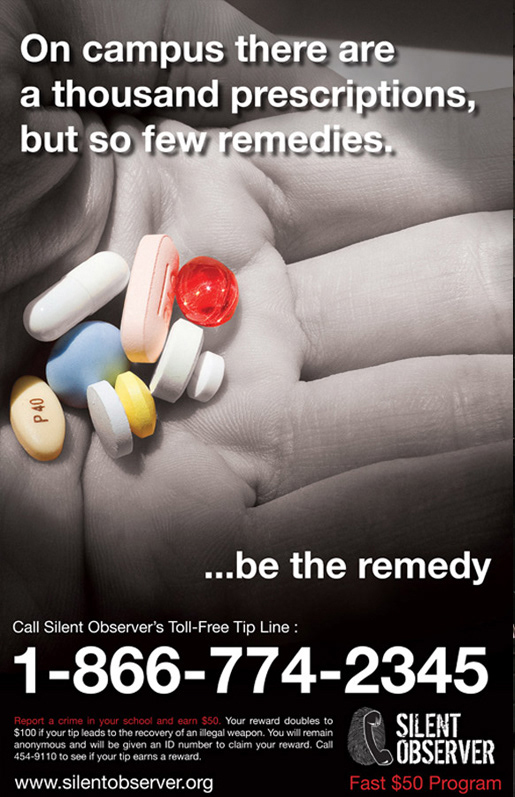 On campus there are
a thousand prescriptions,
but so few remedies.
P 40
...be the remedy
Call Silent Observer's Toll-Free Tip Line :
1-866-774-2345
Report a crime in your school and earn $50. Your reward doubles to
$100 if your tip leads to the recovery of an illegal weapon. You will remain
anonymous and will be given an ID number to claim your reward. Call
454-9110 to see if your tip earns a reward.
SILENT
OBSERVER
www.silentobserver.org
Fast $50 Program